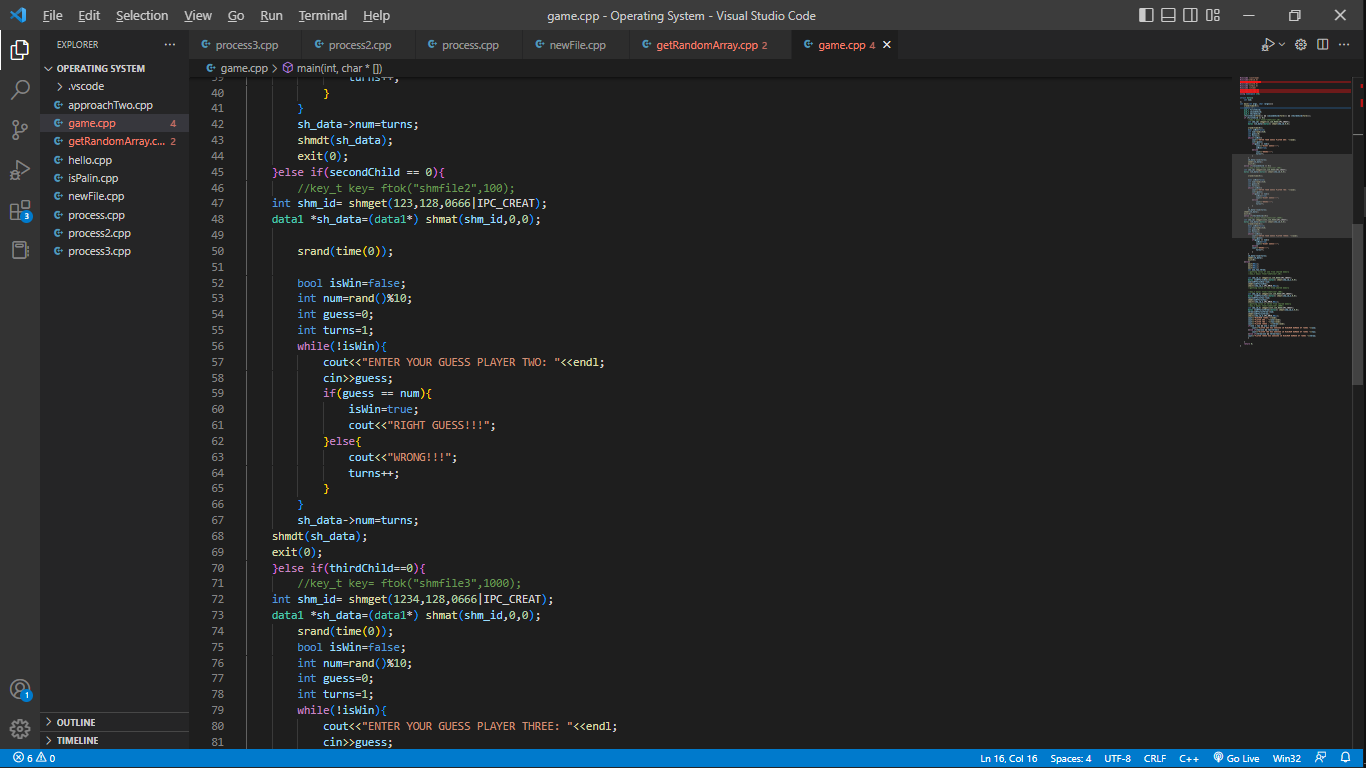 File Edit Selection View Go Run Terminal Help game.cpp - Operating System - Visual Studio Code
EXPLORER
OPERATING SYSTEM
.vscode
approachTwo.cpp
game.cpp 4
getRandomArray.c... 2
hello.cpp
isPalin.cpp
newFile.cpp
process.cpp
process2.cpp
process3.cpp
OUTLINE
TIMELINE
3
1
process3.cpp process2.cpp process.cpp newFile.cpp getRandomArray.cpp 2 game.cpp 4
game.cpp > main(int, char * [])
39 turns++;
40 }
41 }
42 sh_data->num=turns;
43 shmdt(sh_data);
44 exit(0);
45 }else if(secondChild == 0){
46 //key_t key= ftok("shmfile2",100);
47 int shm_id= shmget(123,128,0666|IPC_CREAT);
48 data1 *sh_data=(data1*) shmat(shm_id,0,0);
49
50 srand(time(0));
51
52 bool isWin=false;
53 int num=rand()%10;
54 int guess=0;
55 int turns=1;
56 while(!isWin){
57 cout<<"ENTER YOUR GUESS PLAYER TWO: "<<endl;
58 cin>>guess;
59 if(guess == num){
60 isWin=true;
61 cout<<"RIGHT GUESS!!!";
62 }else{
63 cout<<"WRONG!!!";
64 turns++;
65 }
66 }
67 sh_data->num=turns;
68 shmdt(sh_data);
69 exit(0);
70 }else if(thirdChild==0){
71 //key_t key= ftok("shmfile3",1000);
72 int shm_id= shmget(1234,128,0666|IPC_CREAT);
73 data1 *sh_data=(data1*) shmat(shm_id,0,0);
74 srand(time(0));
75 bool isWin=false;
76 int num=rand()%10;
77 int guess=0;
78 int turns=1;
79 while(!isWin){
80 cout<<"ENTER YOUR GUESS PLAYER THREE: "<<endl;
81 cin>>guess;
6 0 Ln 16, Col 16 Spaces: 4 UTF-8 CRLF C++ Go Live Win32